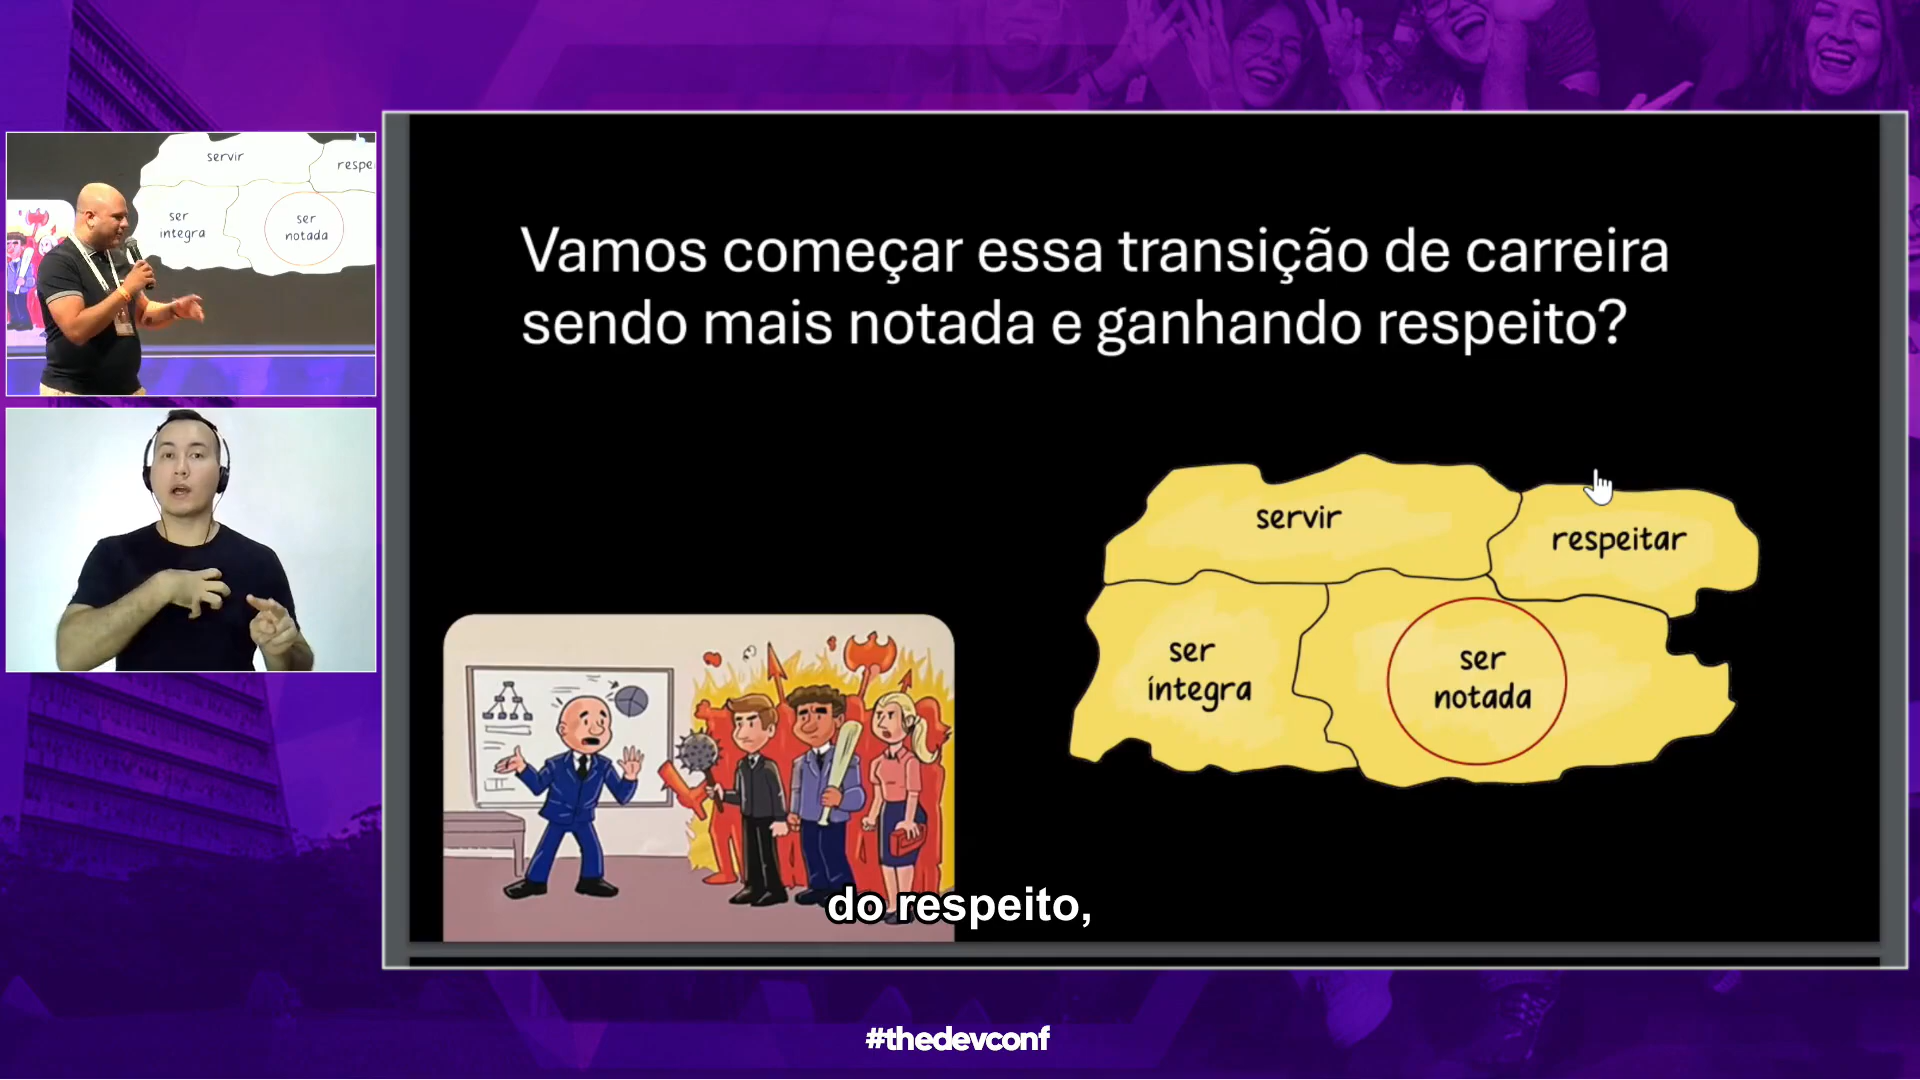 servir
respe
ser
integra
ser
notada
Vamos começar essa transição de carreira
sendo mais notada e ganhando respeito?
servir
respeitar
ser
íntegra
ser
notada
do respeito,
#thedevconf